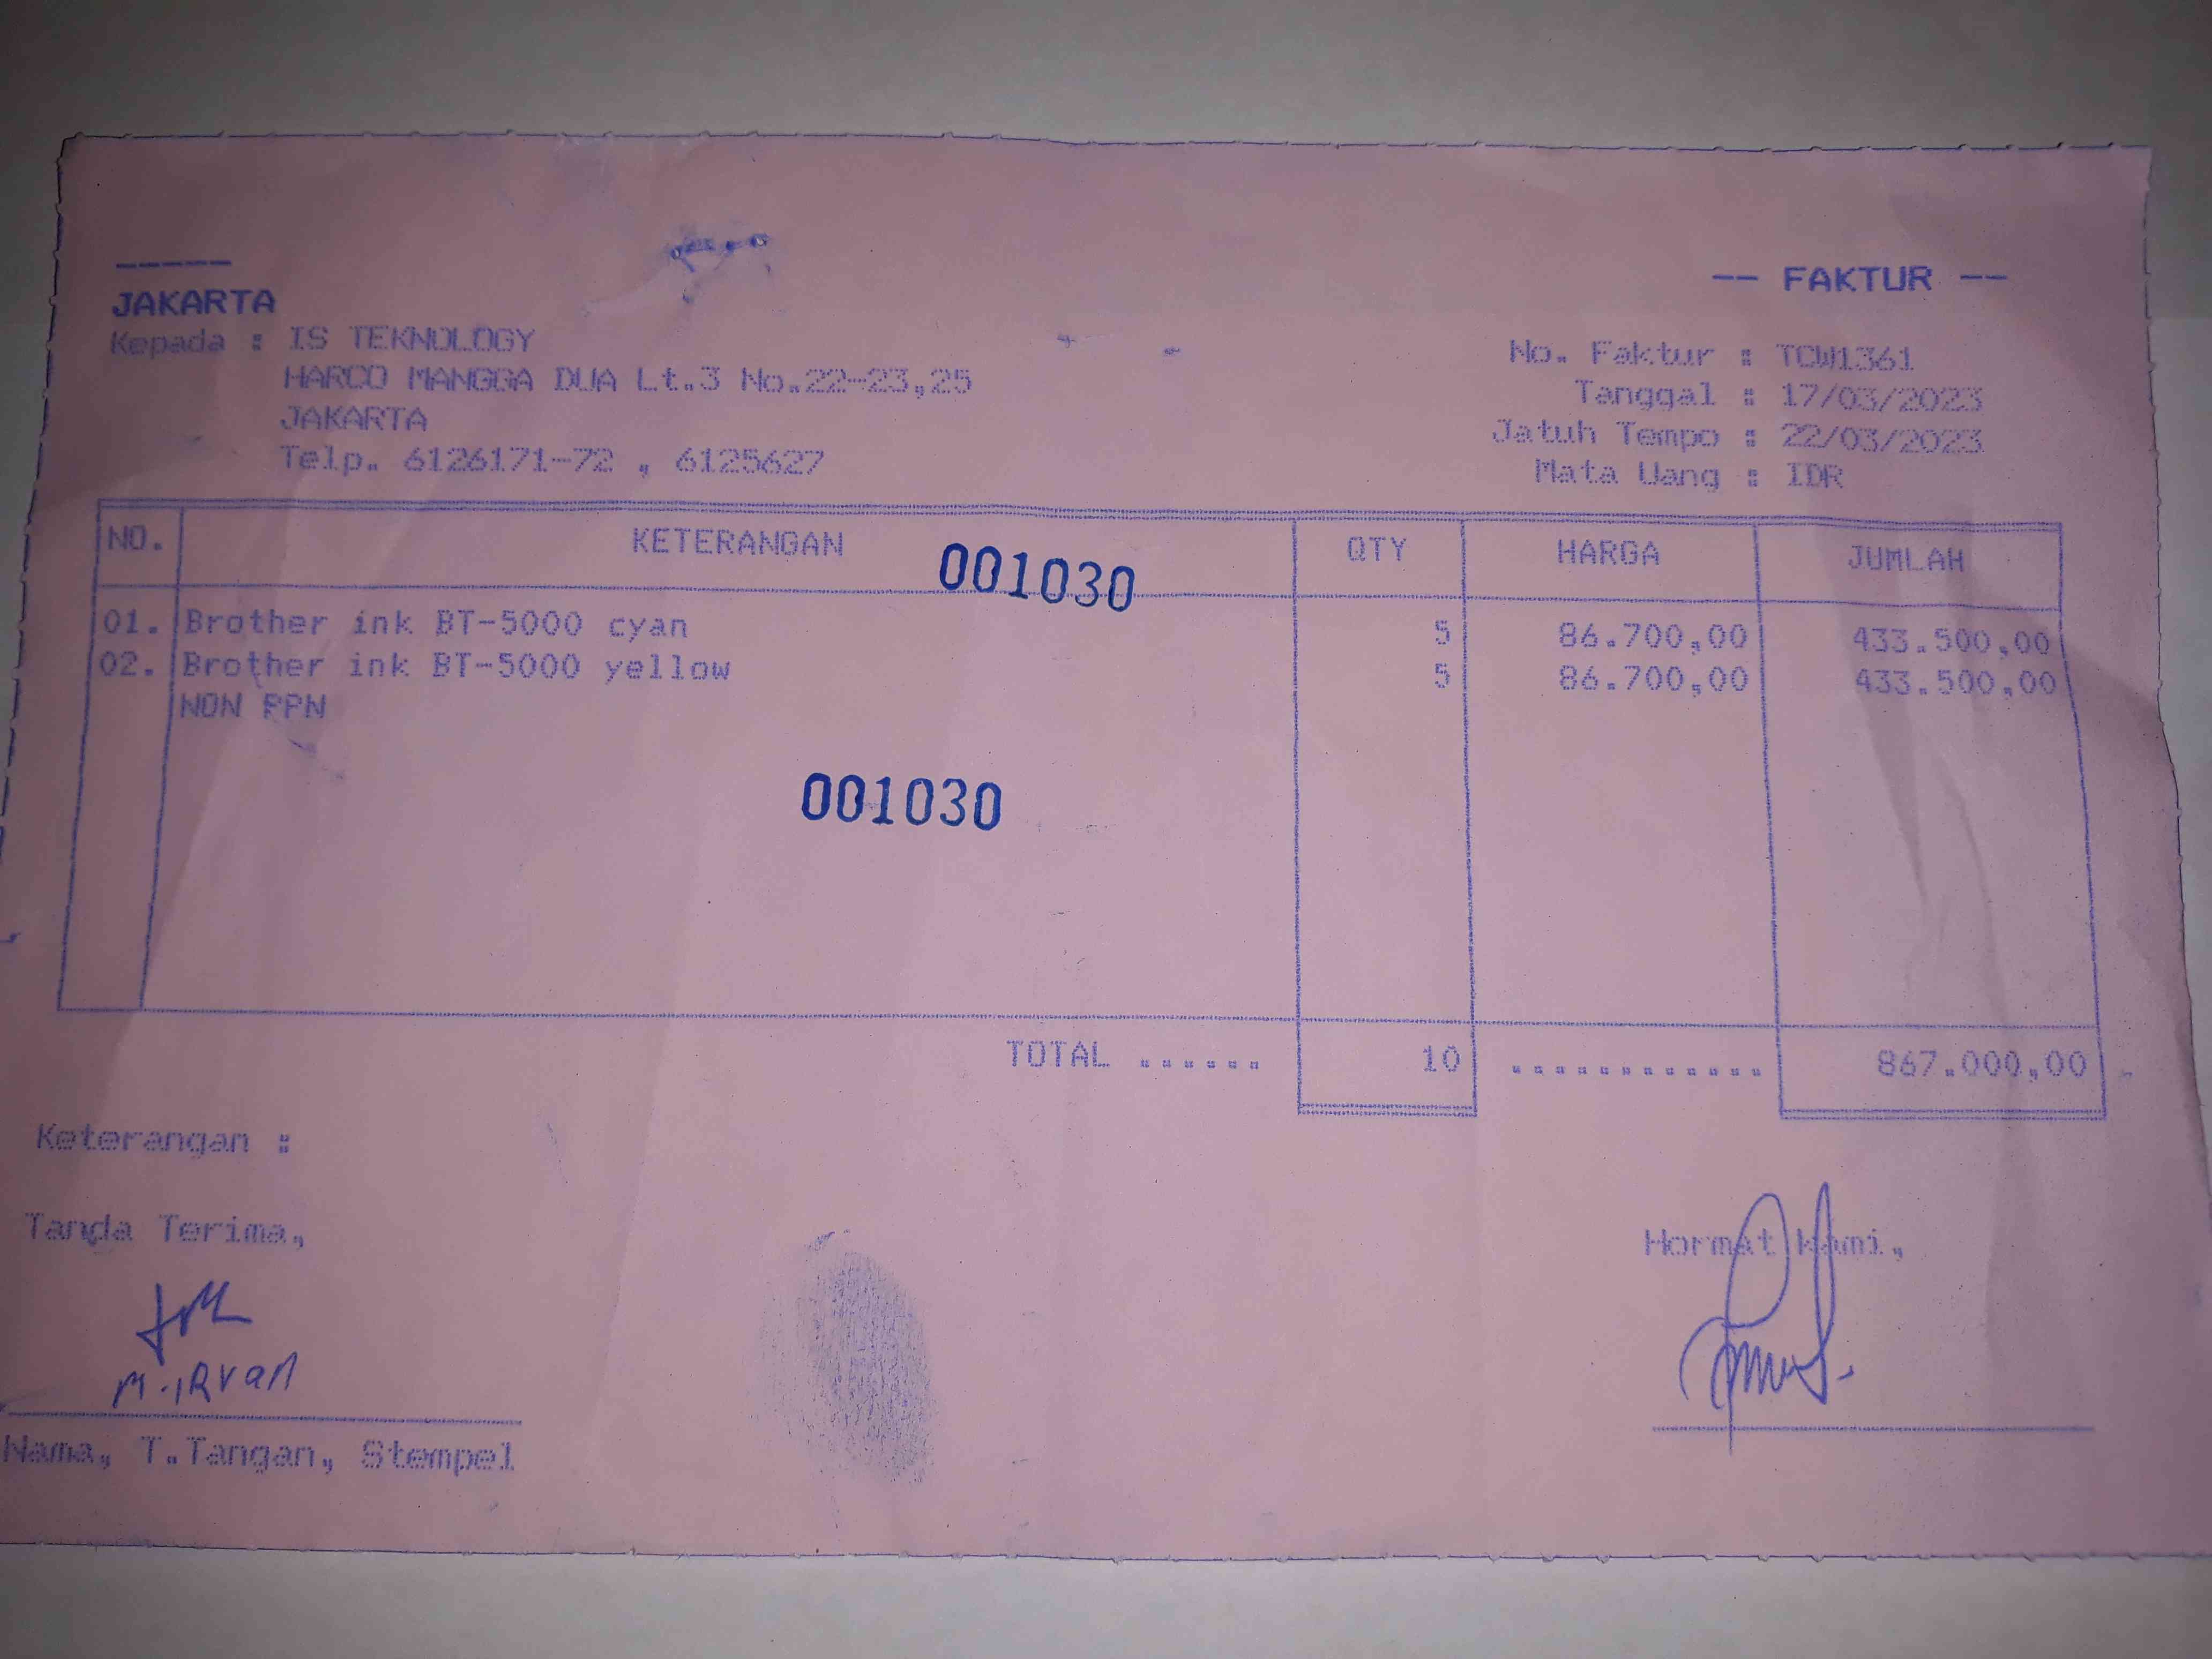 -----
JAKARTA
-- FAKTUR --
Kepada : IS TEKNOLOGY
HARCO MANGGA DUA Lt.3 No.22-23,25
JAKARTA
Telp. 6126171-72 , 6125627
No. Faktur : TCW1361
Tanggal : 17/03/2023
Jatuh Tempo : 22/03/2023
Mata Uang : IDR
NO. KETERANGAN QTY HARGA JUMLAH
001030
01. Brother ink BT-5000 cyan 5 86.700,00 433.500,00
02. Brother ink BT-5000 yellow 5 86.700,00 433.500,00
NON PPN
001030
TOTAL ...... 10 ............ 867.000,00
Keterangan :
Tanda Terima,
Hormat Kami,
M.IRvan
Nama, T.Tangan, Stempel